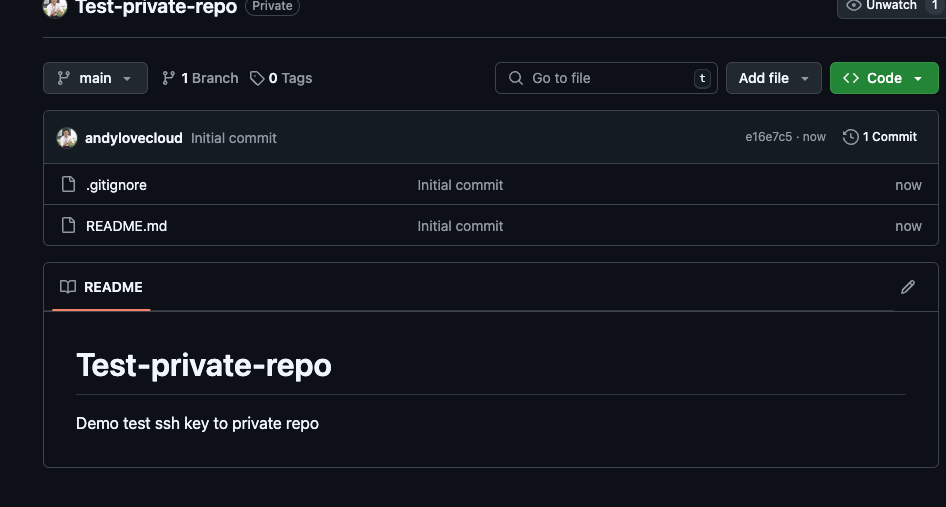 Test-private-repo Private Unwatch 1
main 1 Branch 0 Tags Go to file t Add file Code
andylovecloud Initial commit e16e7c5 · now 1 Commit
.gitignore Initial commit now
README.md Initial commit now
README
Test-private-repo
Demo test ssh key to private repo